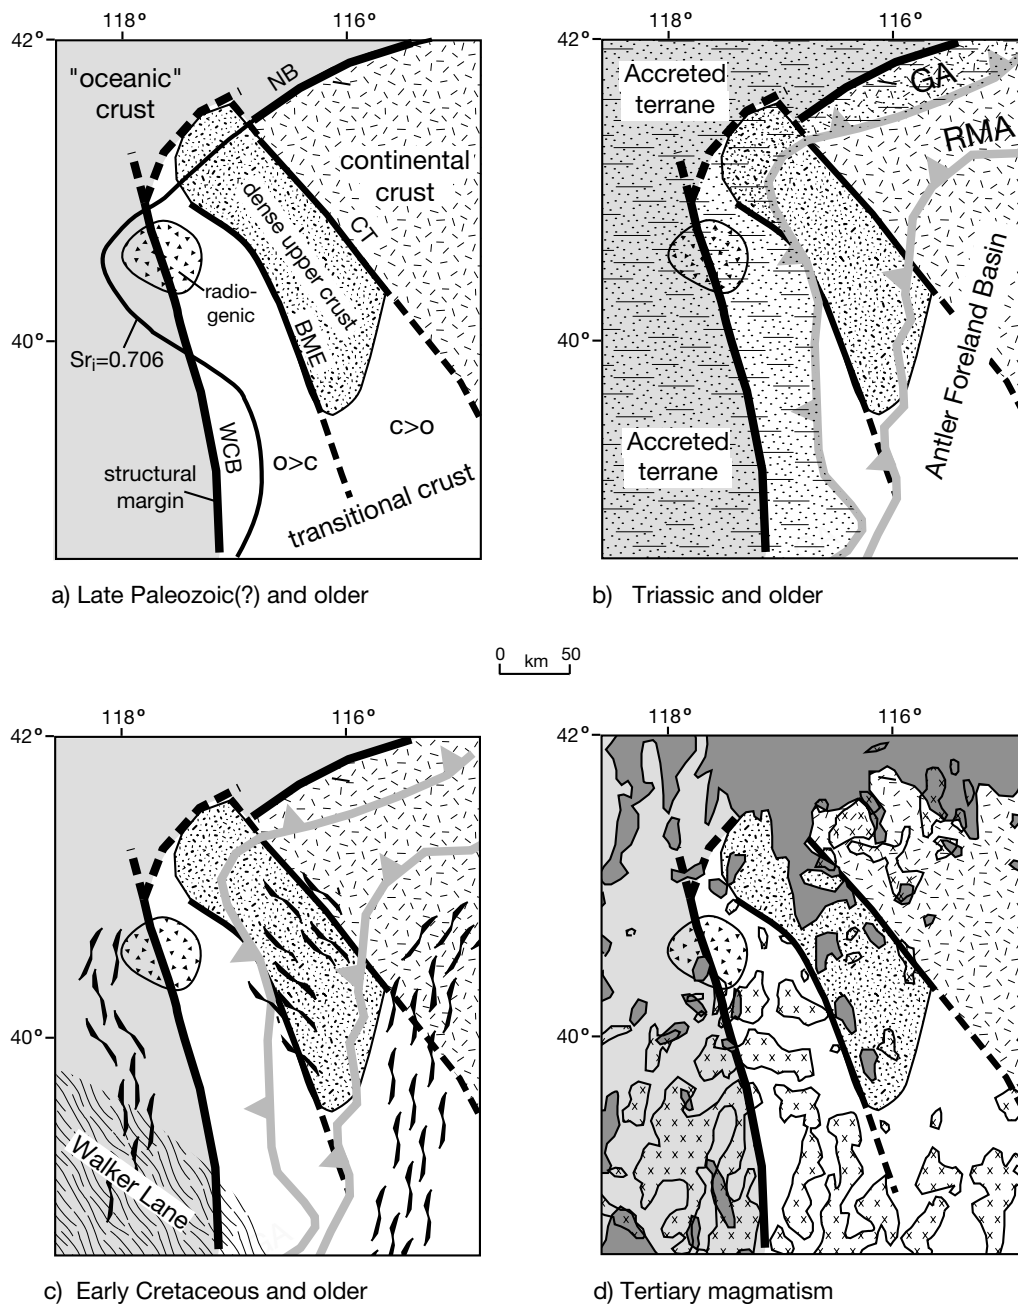 118° 116°
42°
"oceanic"
crust
NB
continental
crust
dense upper crust
CT
radio-
genic
40°
Sri=0.706
BME
WCB
c>o
o>c
structural
margin
transitional crust
a) Late Paleozoic(?) and older
118° 116°
42°
Accreted
terrane
GA
RMA
40°
Antler Foreland Basin
Accreted
terrane
b) Triassic and older
0 km 50
118° 116°
42°
40°
Walker Lane
c) Early Cretaceous and older
118° 116°
42°
40°
d) Tertiary magmatism